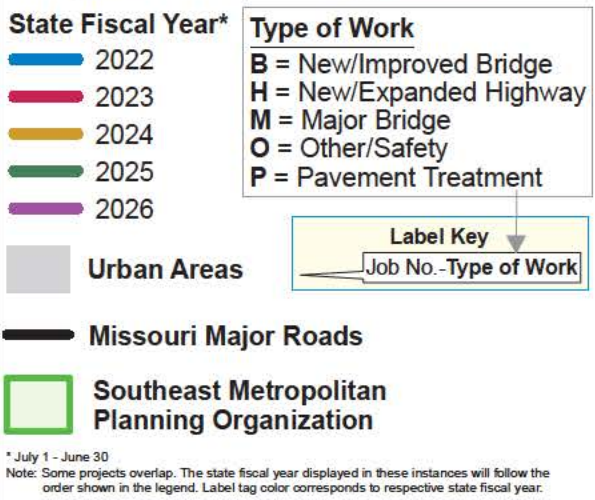 State Fiscal Year*
2022
2023
2024
2025
2026
Urban Areas
Missouri Major Roads
Southeast Metropolitan
Planning Organization
Type of Work
B = New/Improved Bridge
H = New/Expanded Highway
M = Major Bridge
O = Other/Safety
P = Pavement Treatment
Label Key
Job No.-Type of Work
* July 1 - June 30
Note: Some projects overlap. The state fiscal year displayed in these instances will follow the
order shown in the legend. Label tag color corresponds to respective state fiscal year.